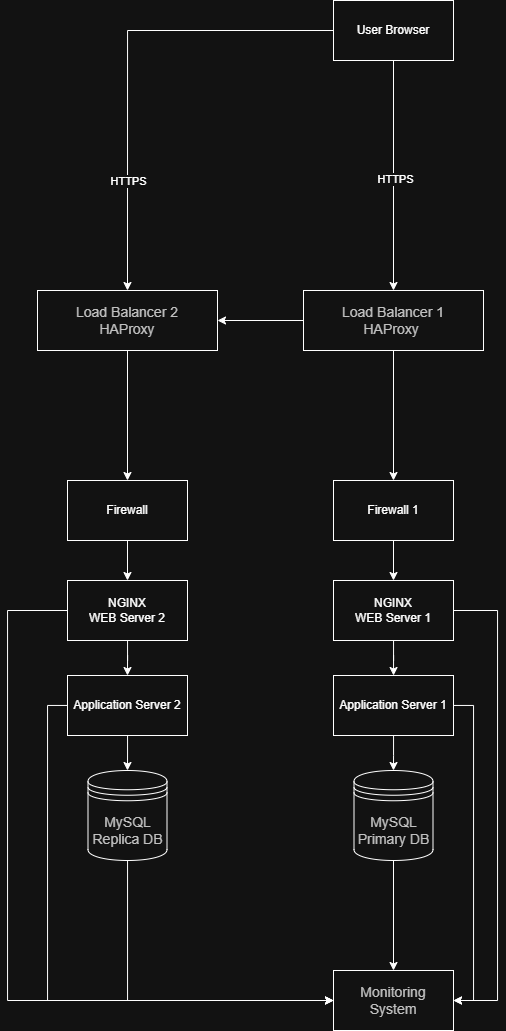 User Browser
HTTPS
HTTPS
Load Balancer 2
HAProxy
Load Balancer 1
HAProxy
Firewall
Firewall 1
NGINX
WEB Server 2
NGINX
WEB Server 1
Application Server 2
Application Server 1
MySQL
Replica DB
MySQL
Primary DB
Monitoring
System